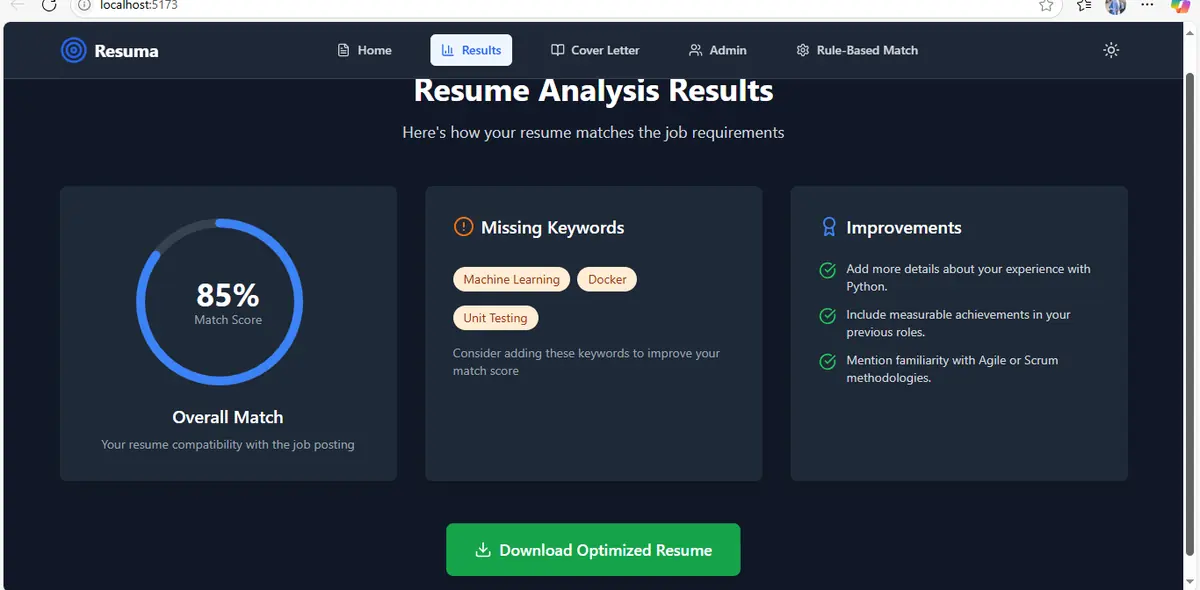 localhost:5173
Resuma
Home
Results
Cover Letter
Admin
Rule-Based Match
Resume Analysis Results
Here's how your resume matches the job requirements
85%
Match Score
Overall Match
Your resume compatibility with the job posting
Missing Keywords
Machine Learning
Docker
Unit Testing
Consider adding these keywords to improve your
match score
Improvements
Add more details about your experience with
Python.
Include measurable achievements in your
previous roles.
Mention familiarity with Agile or Scrum
methodologies.
Download Optimized Resume